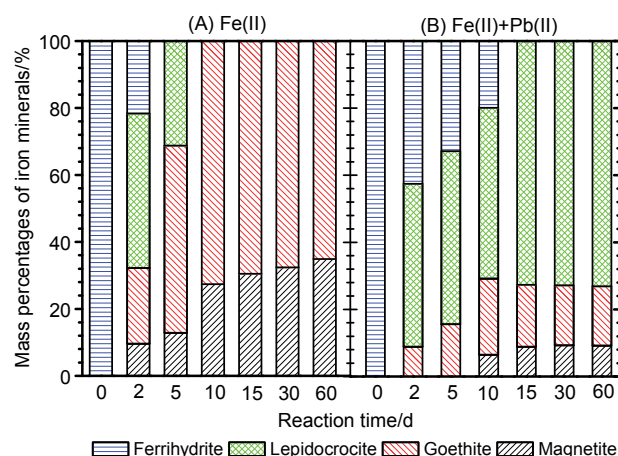 (A) Fe(II) (B) Fe(II)+Pb(II)
Mass percentages of iron minerals/%
100
80
60
40
20
0
0 2 5 10 15 30 60 0 2 5 10 15 30 60
Reaction time/d
Ferrihydrite Lepidocrocite Goethite Magnetite